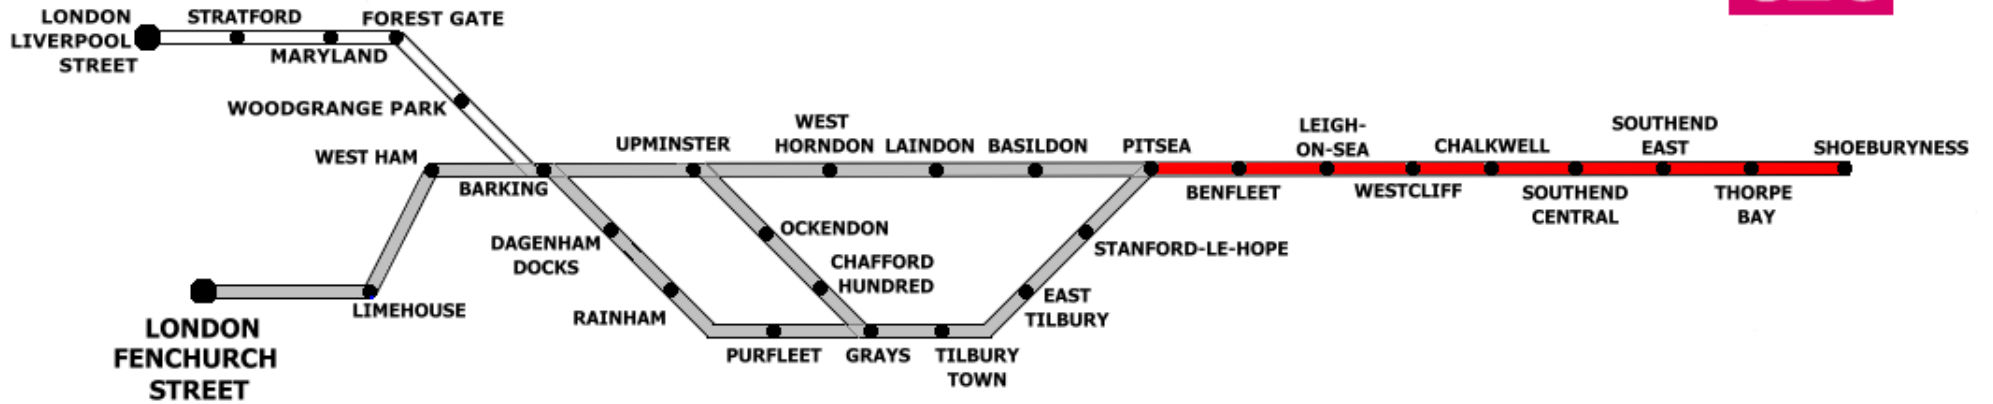 LONDON
LIVERPOOL
STREET
STRATFORD
MARYLAND
FOREST GATE
WOODGRANGE PARK
WEST HAM
BARKING
UPMINSTER
WEST
HORNDON
LAINDON
BASILDON
PITSEA
BENFLEET
LEIGH-
ON-SEA
WESTCLIFF
CHALKWELL
SOUTHEND
CENTRAL
SOUTHEND
EAST
THORPE
BAY
SHOEBURYNESS
LIMEHOUSE
LONDON
FENCHURCH
STREET
DAGENHAM
DOCKS
RAINHAM
OCKENDON
CHAFFORD
HUNDRED
PURFLEET
GRAYS
TILBURY
TOWN
EAST
TILBURY
STANFORD-LE-HOPE